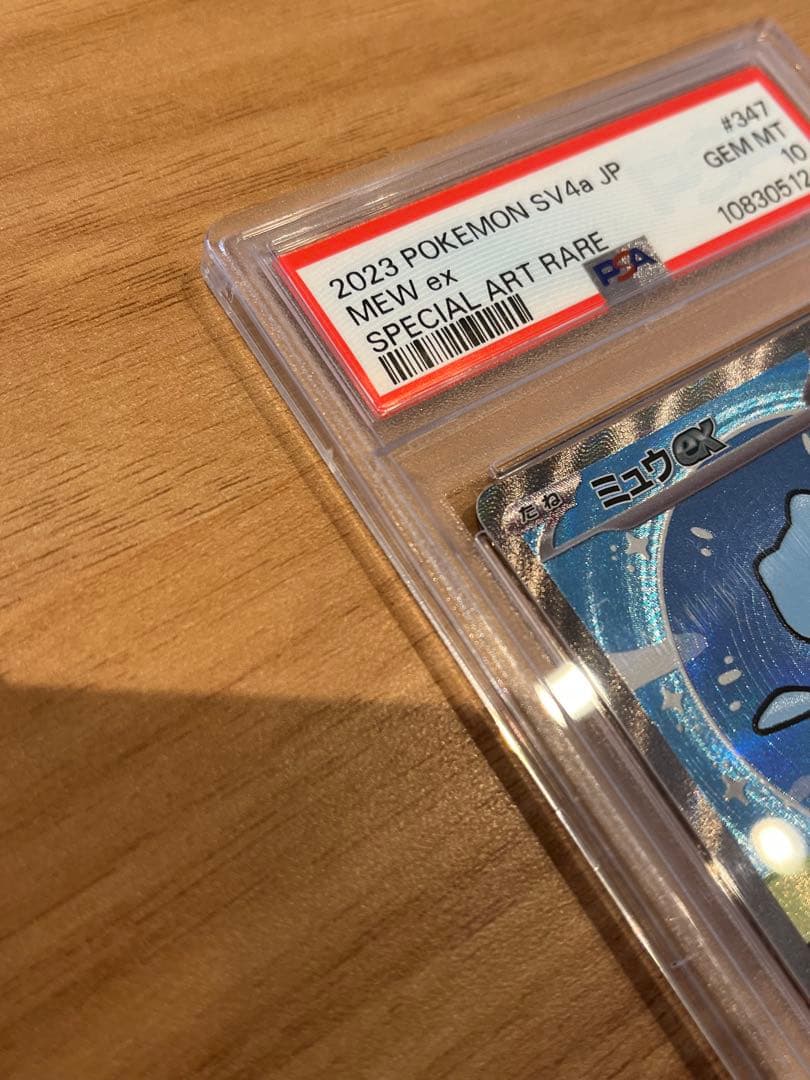 2023 POKEMON SV4a JP #347
MEW ex GEM MT
SPECIAL ART RARE 10
10830512
PSA
たね ミュウex